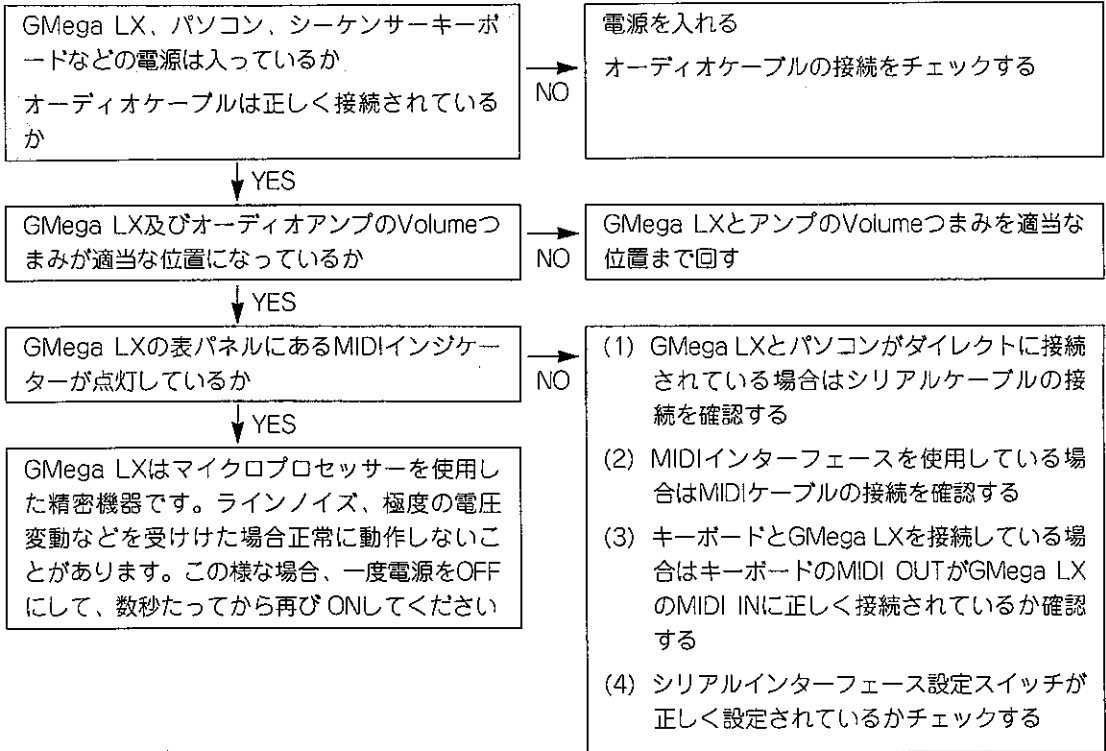 GMega LX、パソコン、シーケンサーキーボ
ードなどの電源は入っているか
オーディオケーブルは正しく接続されている
か
NO
電源を入れる
オーディオケーブルの接続をチェックする
YES
GMega LX及びオーディオアンプのVolumeつ
まみが適当な位置になっているか
NO
GMega LXとアンプのVolumeつまみを適当な
位置まで回す
YES
GMega LXの表パネルにあるMIDIインジケー
ターが点灯しているか
NO
(1) GMega LXとパソコンがダイレクトに接続
されている場合はシリアルケーブルの接
続を確認する
(2) MIDIインターフェースを使用している場
合はMIDIケーブルの接続を確認する
(3) キーボードとGMega LXを接続している場
合はキーボードのMIDI OUTがGMega LX
のMIDI INに正しく接続されているか確認
する
(4) シリアルインターフェース設定スイッチが
正しく設定されているかチェックする
YES
GMega LXはマイクロプロセッサーを使用し
た精密機器です。ラインノイズ、極度の電圧
変動などを受けけた場合正常に動作しないこ
とがあります。この様な場合、一度電源をOFF
にして、数秒たってから再び ONしてください